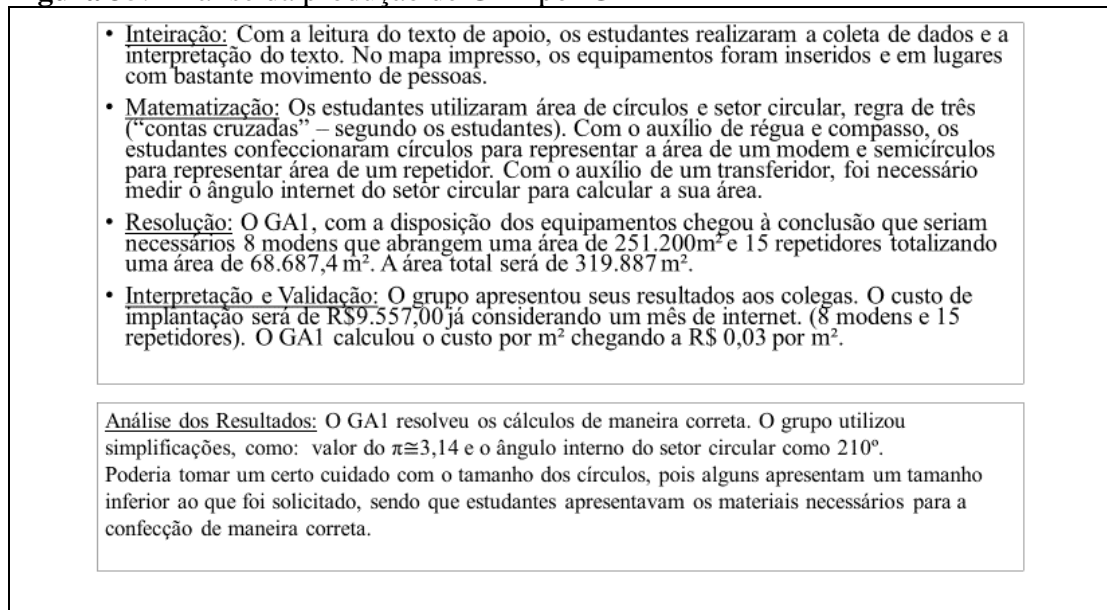 • Inteiração: Com a leitura do texto de apoio, os estudantes realizaram a coleta de dados e a
interpretação do texto. No mapa impresso, os equipamentos foram inseridos e em lugares
com bastante movimento de pessoas.
• Matematização: Os estudantes utilizaram área de círculos e setor circular, regra de três
(“contas cruzadas” – segundo os estudantes). Com o auxílio de régua e compasso, os
estudantes confeccionaram círculos para representar a área de um modem e semicírculos
para representar área de um repetidor. Com o auxílio de um transferidor, foi necessário
medir o ângulo internet do setor circular para calcular a sua área.
• Resolução: O GA1, com a disposição dos equipamentos chegou à conclusão que seriam
necessários 8 modens que abrangem uma área de 251.200m² e 15 repetidores totalizando
uma área de 68.687,4 m². A área total será de 319.887 m².
• Interpretação e Validação: O grupo apresentou seus resultados aos colegas. O custo de
implantação será de R$9.557,00 já considerando um mês de internet. (8 modens e 15
repetidores). O GA1 calculou o custo por m² chegando a R$ 0,03 por m².
Análise dos Resultados: O GA1 resolveu os cálculos de maneira correta. O grupo utilizou
simplificações, como: valor do π≅3,14 e o ângulo interno do setor circular como 210º.
Poderia tomar um certo cuidado com o tamanho dos círculos, pois alguns apresentam um tamanho
inferior ao que foi solicitado, sendo que estudantes apresentavam os materiais necessários para a
confecção de maneira correta.